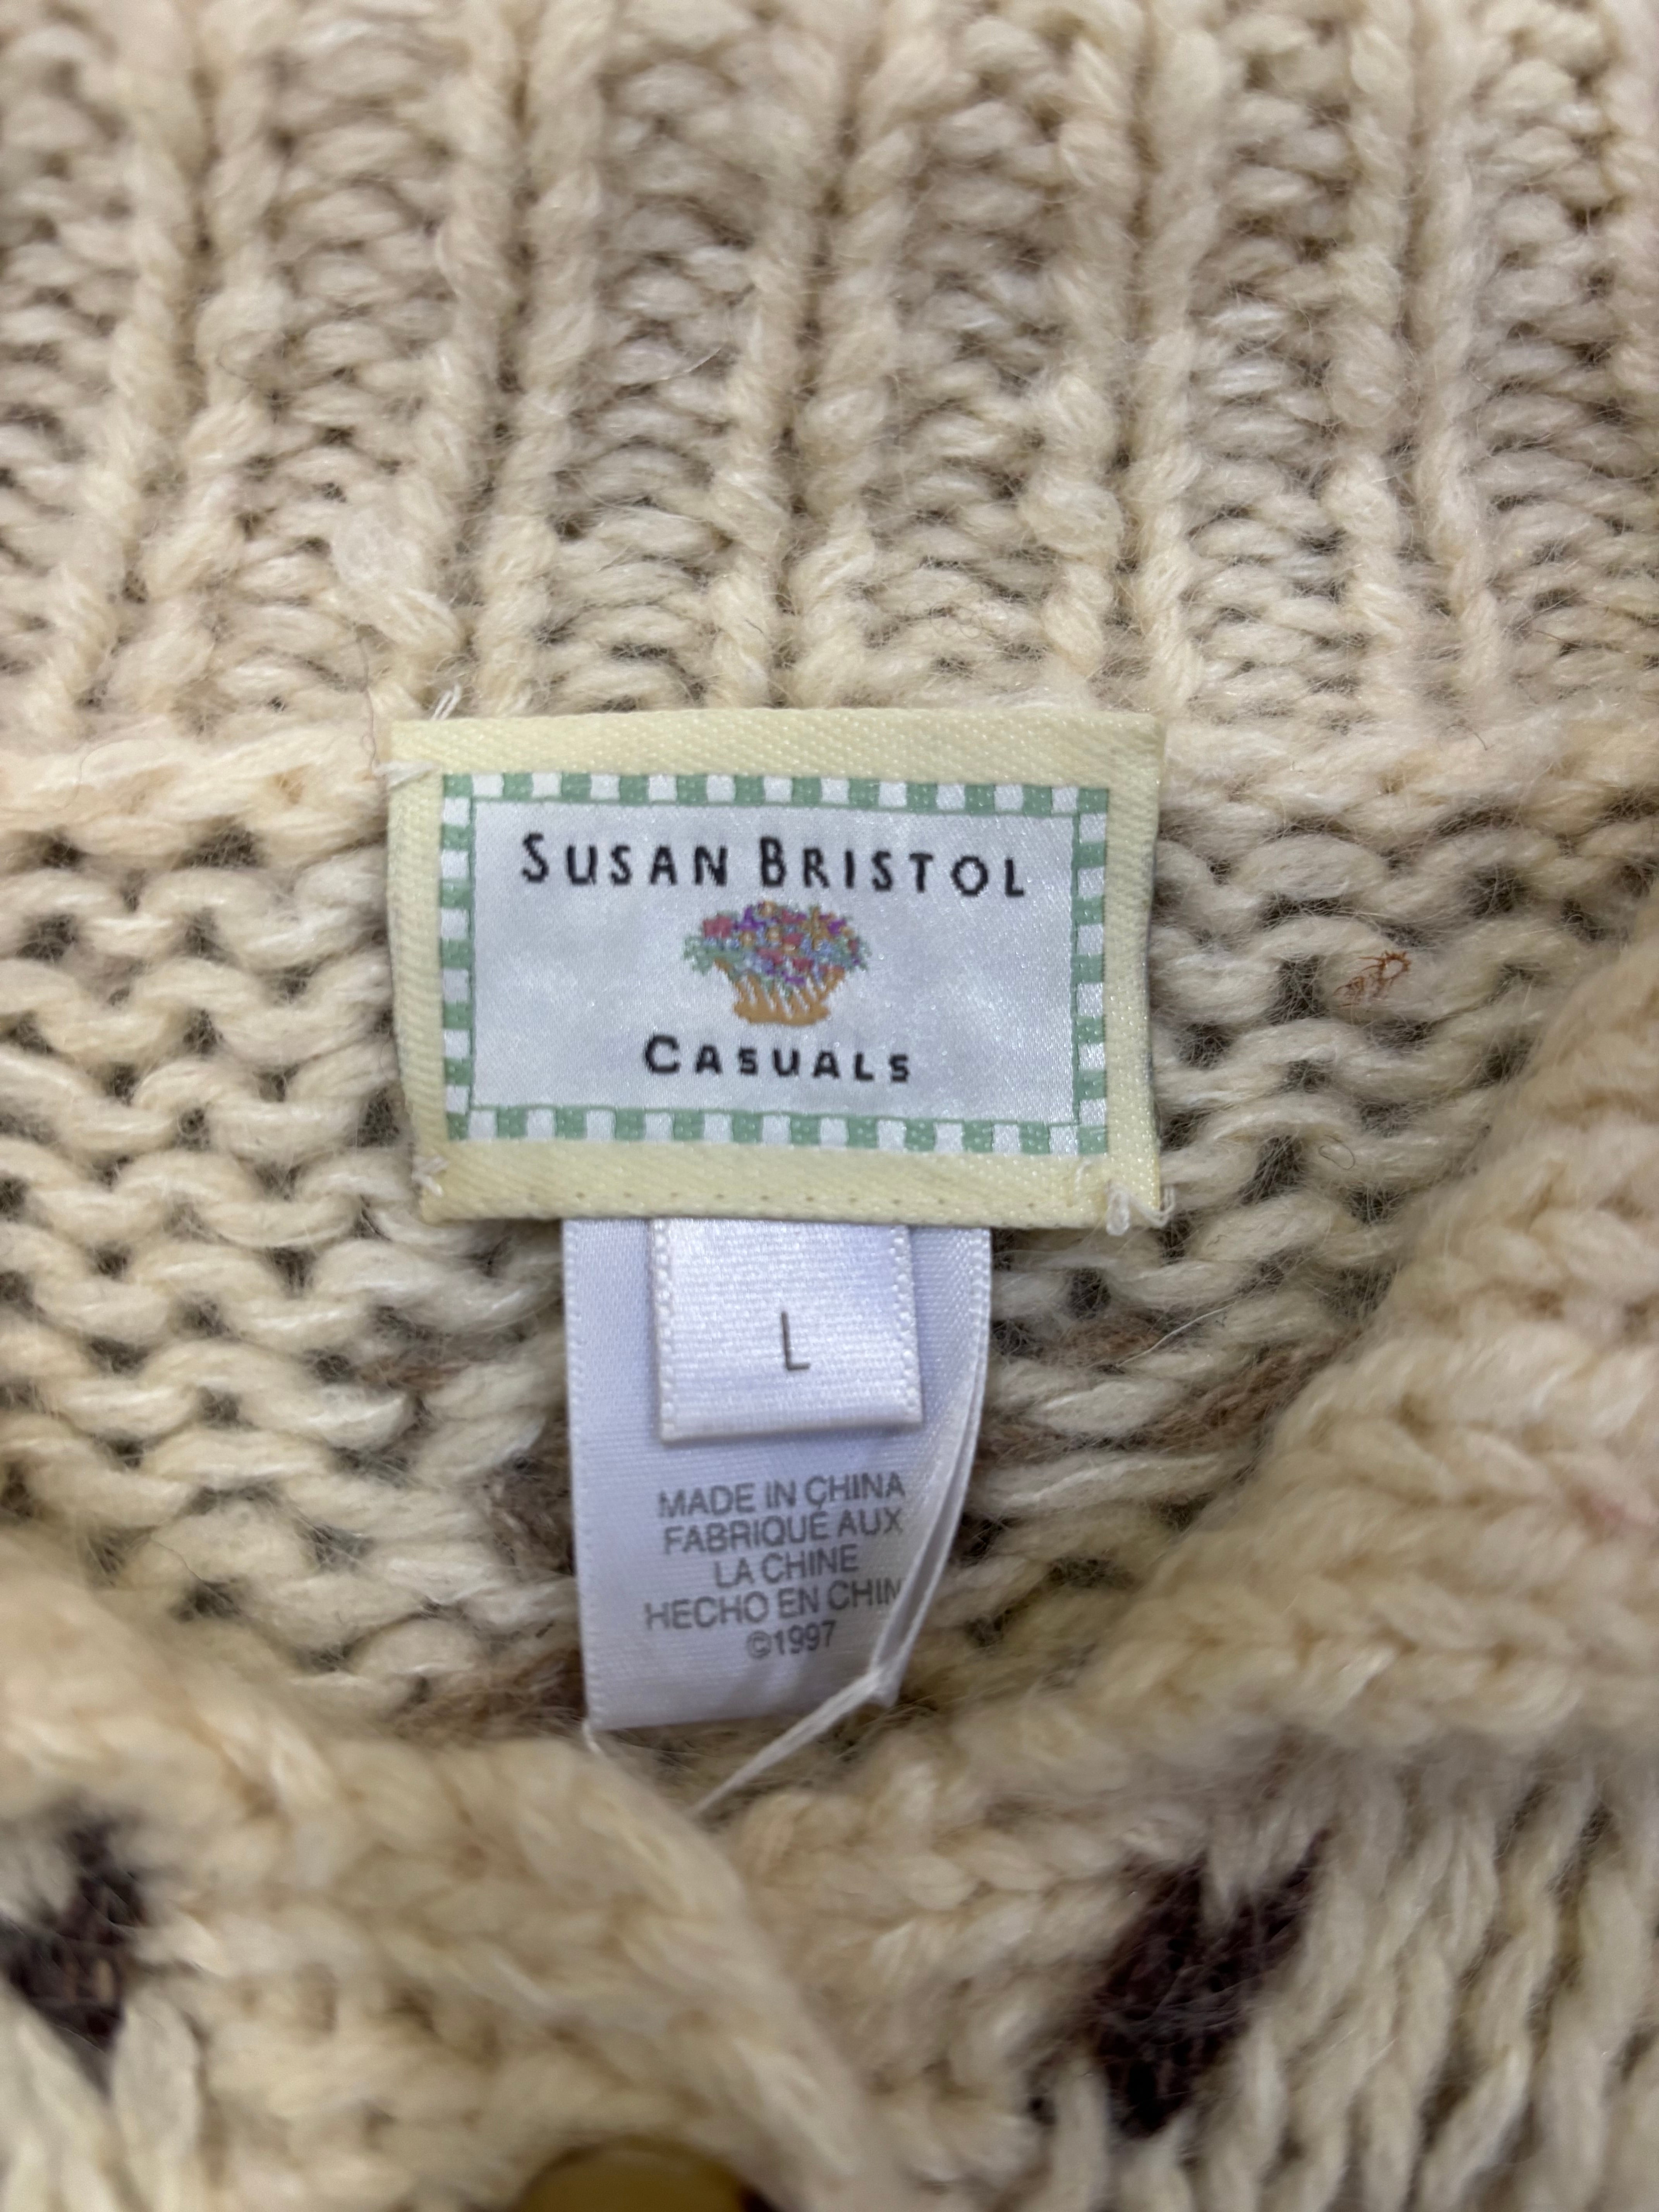 SUSAN BRISTOL
CASUALS
L
MADE IN CHINA
FABRIQUÉ AUX
LA CHINE
HECHO EN CHIN
©1997